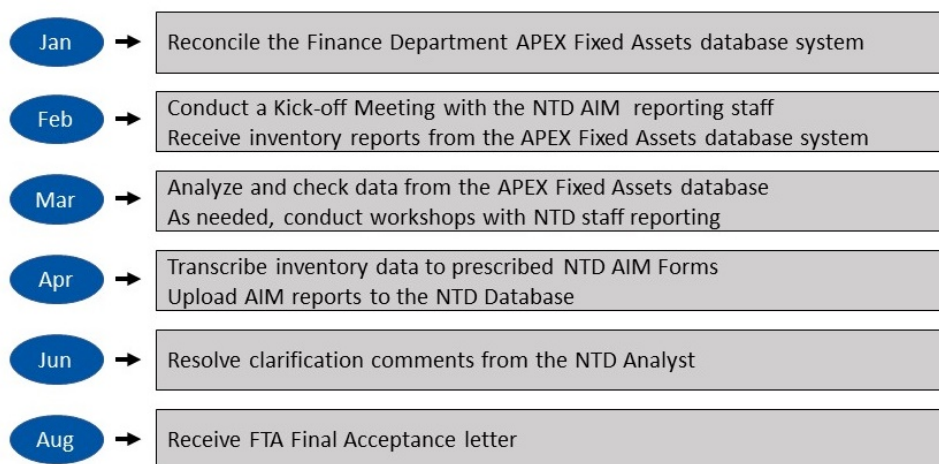 Jan
Reconcile the Finance Department APEX Fixed Assets database system
Feb
Conduct a Kick-off Meeting with the NTD AIM reporting staff
Receive inventory reports from the APEX Fixed Assets database system
Mar
Analyze and check data from the APEX Fixed Assets database
As needed, conduct workshops with NTD staff reporting
Apr
Transcribe inventory data to prescribed NTD AIM Forms
Upload AIM reports to the NTD Database
Jun
Resolve clarification comments from the NTD Analyst
Aug
Receive FTA Final Acceptance letter